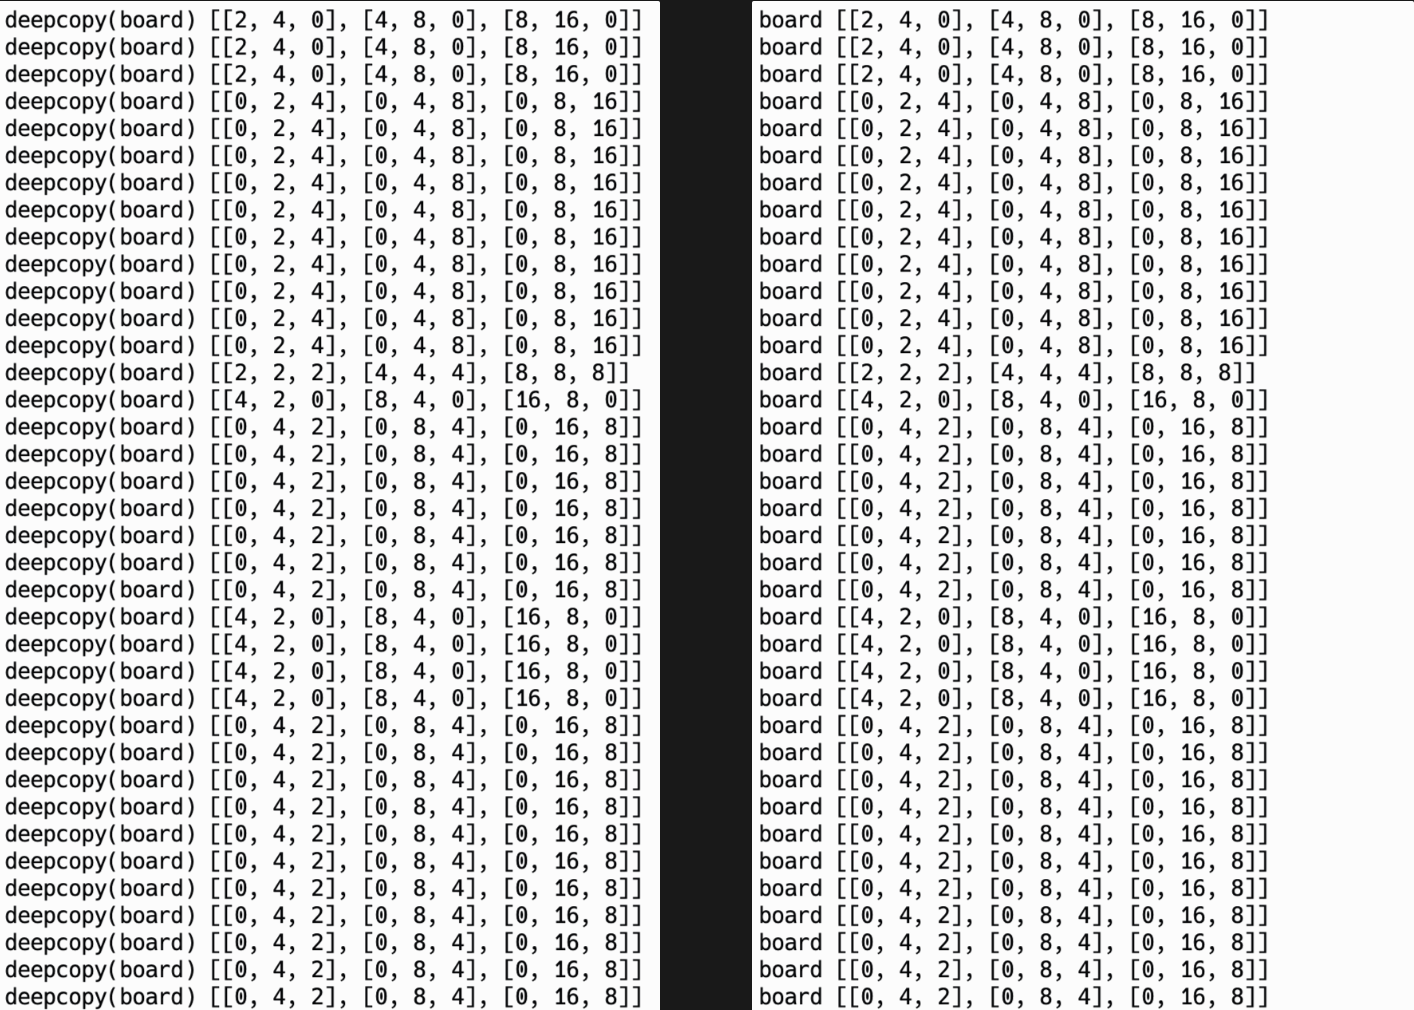 deepcopy(board) [[2, 4, 0], [4, 8, 0], [8, 16, 0]]
deepcopy(board) [[2, 4, 0], [4, 8, 0], [8, 16, 0]]
deepcopy(board) [[2, 4, 0], [4, 8, 0], [8, 16, 0]]
deepcopy(board) [[0, 2, 4], [0, 4, 8], [0, 8, 16]]
deepcopy(board) [[0, 2, 4], [0, 4, 8], [0, 8, 16]]
deepcopy(board) [[0, 2, 4], [0, 4, 8], [0, 8, 16]]
deepcopy(board) [[0, 2, 4], [0, 4, 8], [0, 8, 16]]
deepcopy(board) [[0, 2, 4], [0, 4, 8], [0, 8, 16]]
deepcopy(board) [[0, 2, 4], [0, 4, 8], [0, 8, 16]]
deepcopy(board) [[0, 2, 4], [0, 4, 8], [0, 8, 16]]
deepcopy(board) [[0, 2, 4], [0, 4, 8], [0, 8, 16]]
deepcopy(board) [[0, 2, 4], [0, 4, 8], [0, 8, 16]]
deepcopy(board) [[0, 2, 4], [0, 4, 8], [0, 8, 16]]
deepcopy(board) [[2, 2, 2], [4, 4, 4], [8, 8, 8]]
deepcopy(board) [[4, 2, 0], [8, 4, 0], [16, 8, 0]]
deepcopy(board) [[0, 4, 2], [0, 8, 4], [0, 16, 8]]
deepcopy(board) [[0, 4, 2], [0, 8, 4], [0, 16, 8]]
deepcopy(board) [[0, 4, 2], [0, 8, 4], [0, 16, 8]]
deepcopy(board) [[0, 4, 2], [0, 8, 4], [0, 16, 8]]
deepcopy(board) [[0, 4, 2], [0, 8, 4], [0, 16, 8]]
deepcopy(board) [[0, 4, 2], [0, 8, 4], [0, 16, 8]]
deepcopy(board) [[0, 4, 2], [0, 8, 4], [0, 16, 8]]
deepcopy(board) [[4, 2, 0], [8, 4, 0], [16, 8, 0]]
deepcopy(board) [[4, 2, 0], [8, 4, 0], [16, 8, 0]]
deepcopy(board) [[4, 2, 0], [8, 4, 0], [16, 8, 0]]
deepcopy(board) [[4, 2, 0], [8, 4, 0], [16, 8, 0]]
deepcopy(board) [[0, 4, 2], [0, 8, 4], [0, 16, 8]]
deepcopy(board) [[0, 4, 2], [0, 8, 4], [0, 16, 8]]
deepcopy(board) [[0, 4, 2], [0, 8, 4], [0, 16, 8]]
deepcopy(board) [[0, 4, 2], [0, 8, 4], [0, 16, 8]]
deepcopy(board) [[0, 4, 2], [0, 8, 4], [0, 16, 8]]
deepcopy(board) [[0, 4, 2], [0, 8, 4], [0, 16, 8]]
deepcopy(board) [[0, 4, 2], [0, 8, 4], [0, 16, 8]]
deepcopy(board) [[0, 4, 2], [0, 8, 4], [0, 16, 8]]
deepcopy(board) [[0, 4, 2], [0, 8, 4], [0, 16, 8]]
deepcopy(board) [[0, 4, 2], [0, 8, 4], [0, 16, 8]]
deepcopy(board) [[0, 4, 2], [0, 8, 4], [0, 16, 8]]
board [[2, 4, 0], [4, 8, 0], [8, 16, 0]]
board [[2, 4, 0], [4, 8, 0], [8, 16, 0]]
board [[2, 4, 0], [4, 8, 0], [8, 16, 0]]
board [[0, 2, 4], [0, 4, 8], [0, 8, 16]]
board [[0, 2, 4], [0, 4, 8], [0, 8, 16]]
board [[0, 2, 4], [0, 4, 8], [0, 8, 16]]
board [[0, 2, 4], [0, 4, 8], [0, 8, 16]]
board [[0, 2, 4], [0, 4, 8], [0, 8, 16]]
board [[0, 2, 4], [0, 4, 8], [0, 8, 16]]
board [[0, 2, 4], [0, 4, 8], [0, 8, 16]]
board [[0, 2, 4], [0, 4, 8], [0, 8, 16]]
board [[0, 2, 4], [0, 4, 8], [0, 8, 16]]
board [[0, 2, 4], [0, 4, 8], [0, 8, 16]]
board [[2, 2, 2], [4, 4, 4], [8, 8, 8]]
board [[4, 2, 0], [8, 4, 0], [16, 8, 0]]
board [[0, 4, 2], [0, 8, 4], [0, 16, 8]]
board [[0, 4, 2], [0, 8, 4], [0, 16, 8]]
board [[0, 4, 2], [0, 8, 4], [0, 16, 8]]
board [[0, 4, 2], [0, 8, 4], [0, 16, 8]]
board [[0, 4, 2], [0, 8, 4], [0, 16, 8]]
board [[0, 4, 2], [0, 8, 4], [0, 16, 8]]
board [[0, 4, 2], [0, 8, 4], [0, 16, 8]]
board [[4, 2, 0], [8, 4, 0], [16, 8, 0]]
board [[4, 2, 0], [8, 4, 0], [16, 8, 0]]
board [[4, 2, 0], [8, 4, 0], [16, 8, 0]]
board [[4, 2, 0], [8, 4, 0], [16, 8, 0]]
board [[0, 4, 2], [0, 8, 4], [0, 16, 8]]
board [[0, 4, 2], [0, 8, 4], [0, 16, 8]]
board [[0, 4, 2], [0, 8, 4], [0, 16, 8]]
board [[0, 4, 2], [0, 8, 4], [0, 16, 8]]
board [[0, 4, 2], [0, 8, 4], [0, 16, 8]]
board [[0, 4, 2], [0, 8, 4], [0, 16, 8]]
board [[0, 4, 2], [0, 8, 4], [0, 16, 8]]
board [[0, 4, 2], [0, 8, 4], [0, 16, 8]]
board [[0, 4, 2], [0, 8, 4], [0, 16, 8]]
board [[0, 4, 2], [0, 8, 4], [0, 16, 8]]
board [[0, 4, 2], [0, 8, 4], [0, 16, 8]]